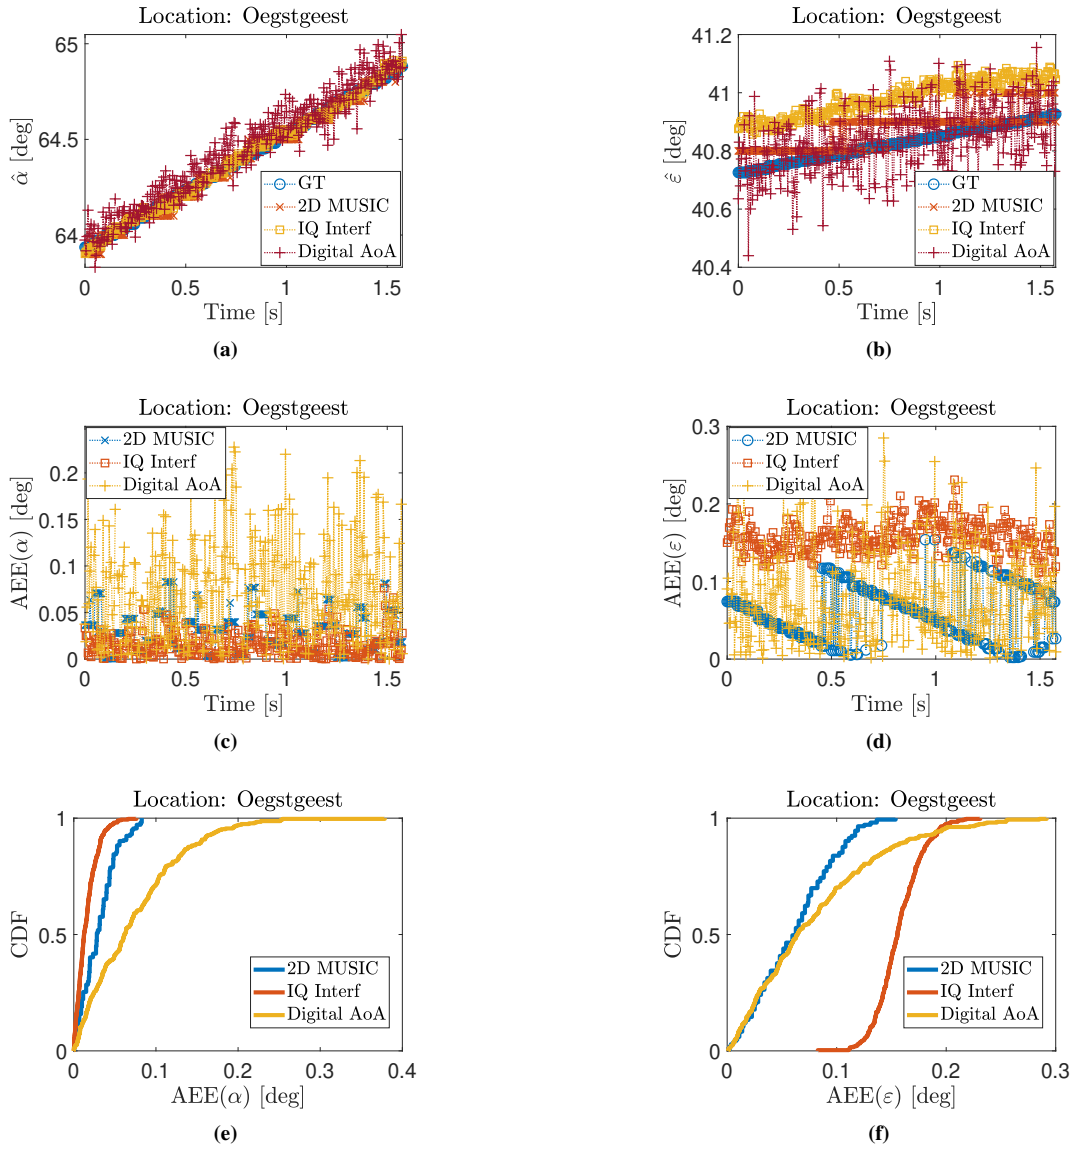 Location: Oegstgeest
65
64.5
64
α̂ [deg]
GT
2D MUSIC
IQ Interf
Digital AoA
0 0.5 1 1.5
Time [s]
(a)
Location: Oegstgeest
41.2
41
40.8
40.6
40.4
ε̂ [deg]
GT
2D MUSIC
IQ Interf
Digital AoA
0 0.5 1 1.5
Time [s]
(b)
Location: Oegstgeest
0.2
0.15
0.1
0.05
0
AEE(α) [deg]
2D MUSIC
IQ Interf
Digital AoA
0 0.5 1 1.5
Time [s]
(c)
Location: Oegstgeest
0.3
0.2
0.1
0
AEE(ε) [deg]
2D MUSIC
IQ Interf
Digital AoA
0 0.5 1 1.5
Time [s]
(d)
Location: Oegstgeest
1
0.5
0
CDF
2D MUSIC
IQ Interf
Digital AoA
0 0.1 0.2 0.3 0.4
AEE(α) [deg]
(e)
Location: Oegstgeest
1
0.5
0
CDF
2D MUSIC
IQ Interf
Digital AoA
0 0.1 0.2 0.3
AEE(ε) [deg]
(f)